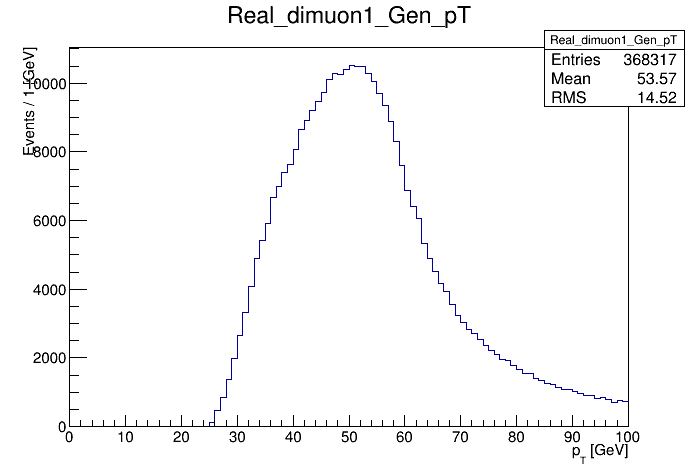 Real_dimuon1_Gen_pT
Real_dimuon1_Gen_pT
Entries 368317
Mean 53.57
RMS 14.52
Events / 1 [GeV]
10000
8000
6000
4000
2000
0
0 10 20 30 40 50 60 70 80 90 100
p_T [GeV]